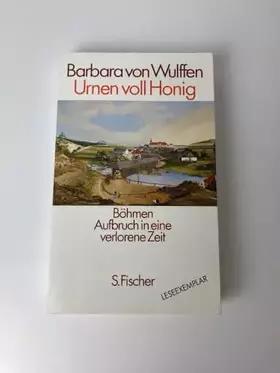 Barbara von Wulffen
Urnen voll Honig
Böhmen
Aufbruch in eine
verlorene Zeit
S. Fischer
LESEEXEMPLAR